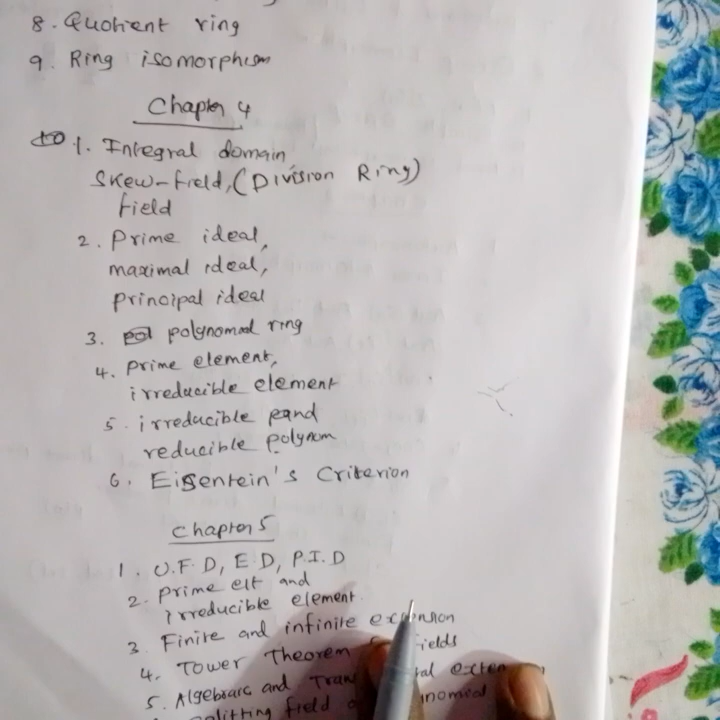 8. Quotient ring
9. Ring isomorphism
Chapter 4
1. Integral domain
Skew-field, (Division Ring)
field
2. Prime ideal,
maximal ideal,
principal ideal
3. polynomial ring
4. prime element,
irreducible element
5. irreducible and
reducible polynom
6. Eisentein's Criterion
Chapter 5
1. U.F.D, E.D, P.I.D
2. prime elt and
irreducible element
3. Finite and infinite extension
4. Tower Theorem fields
5. Algebraic and
splitting field